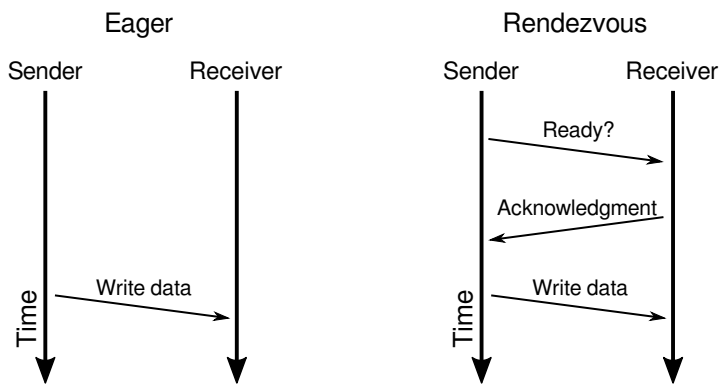 Eager
Sender Receiver
Write data
Time
Rendezvous
Sender Receiver
Ready?
Acknowledgment
Write data
Time